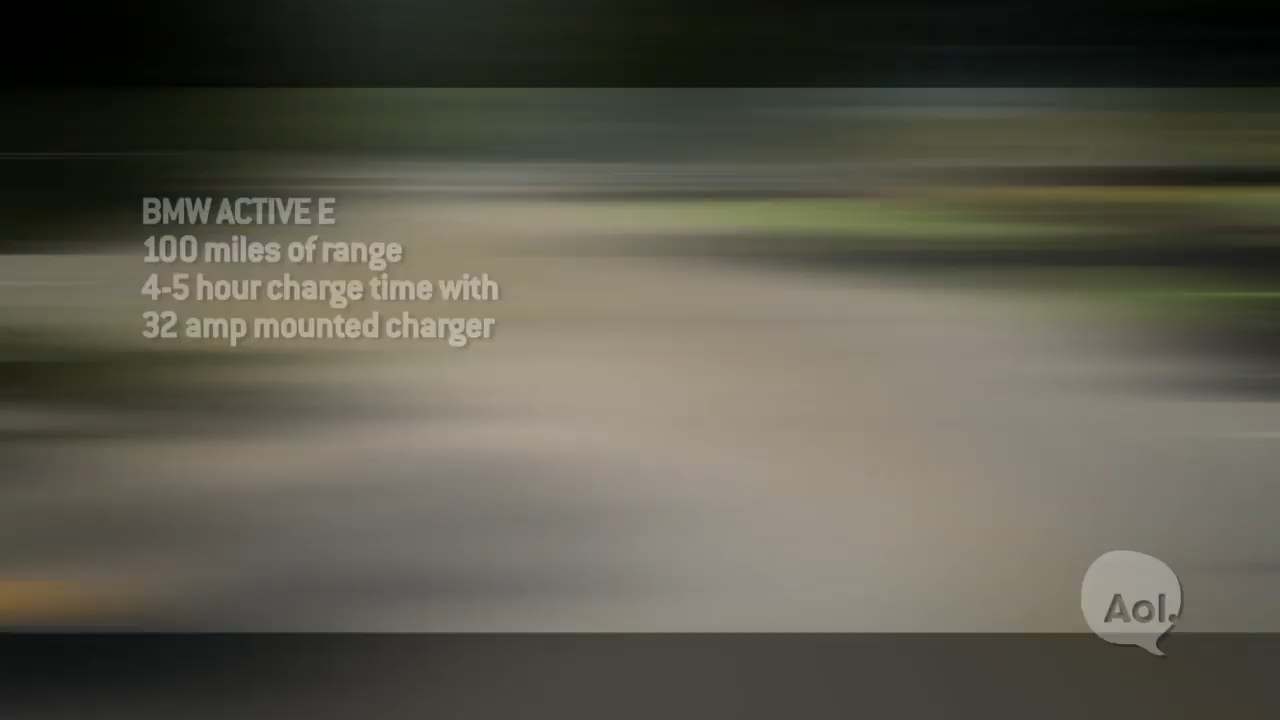 BMW ACTIVE E
100 miles of range
4-5 hour charge time with
32 amp mounted charger
Aol.